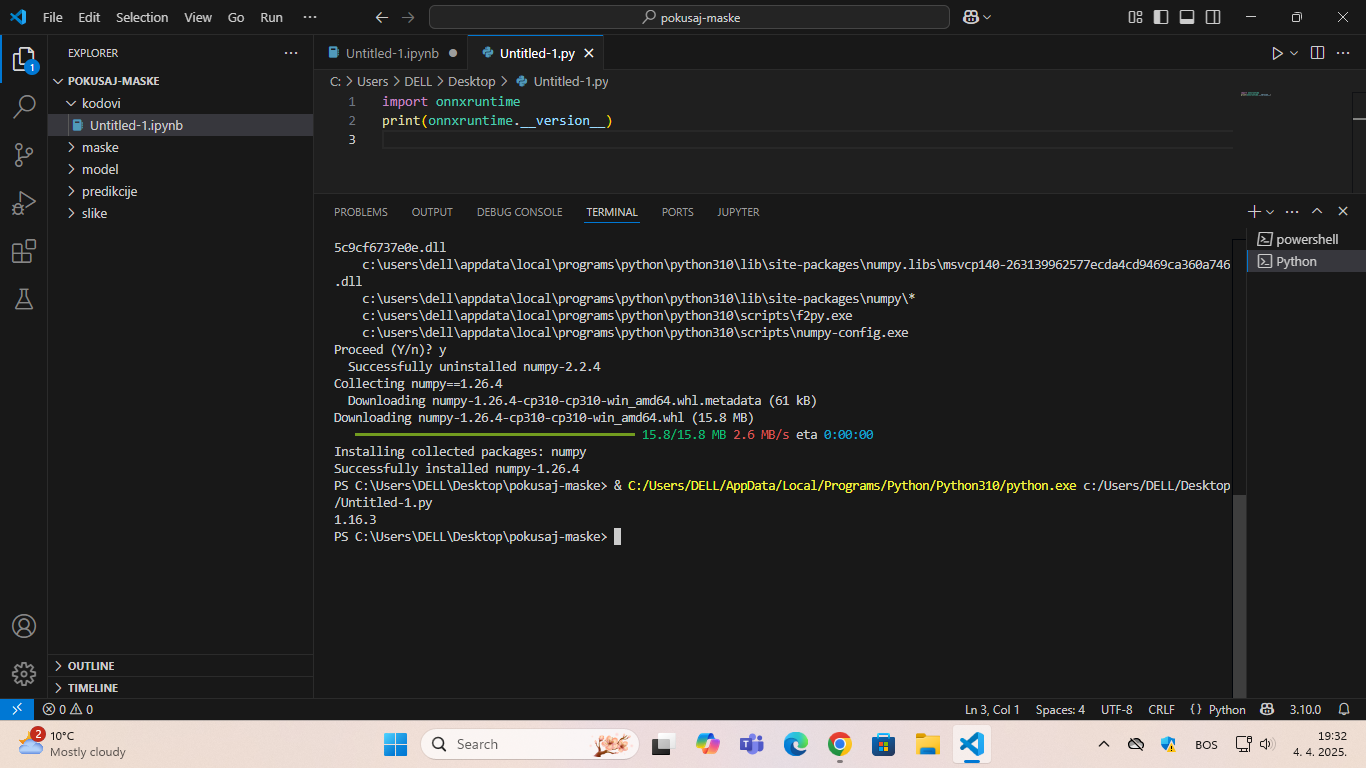 File Edit Selection View Go Run ···
pokusaj-maske
EXPLORER ···
POKUSAJ-MASKE
kodovi
Untitled-1.ipynb
maske
model
predikcije
slike
OUTLINE
TIMELINE
1
Untitled-1.ipynb
Untitled-1.py
C: > Users > DELL > Desktop > Untitled-1.py
1 import onnxruntime
2 print(onnxruntime.__version__)
3
PROBLEMS OUTPUT DEBUG CONSOLE TERMINAL PORTS JUPYTER
powershell
Python
5c9cf6737e0e.dll
c:\users\dell\appdata\local\programs\python\python310\lib\site-packages\numpy.libs\msvcp140-263139962577ecda4cd9469ca360a746
.dll
c:\users\dell\appdata\local\programs\python\python310\lib\site-packages\numpy\*
c:\users\dell\appdata\local\programs\python\python310\scripts\f2py.exe
c:\users\dell\appdata\local\programs\python\python310\scripts\numpy-config.exe
Proceed (Y/n)? y
Successfully uninstalled numpy-2.2.4
Collecting numpy==1.26.4
Downloading numpy-1.26.4-cp310-cp310-win_amd64.whl.metadata (61 kB)
Downloading numpy-1.26.4-cp310-cp310-win_amd64.whl (15.8 MB)
15.8/15.8 MB 2.6 MB/s eta 0:00:00
Installing collected packages: numpy
Successfully installed numpy-1.26.4
PS C:\Users\DELL\Desktop\pokusaj-maske> & C:/Users/DELL/AppData/Local/Programs/Python/Python310/python.exe c:/Users/DELL/Desktop
/Untitled-1.py
1.16.3
PS C:\Users\DELL\Desktop\pokusaj-maske>
0 0 Ln 3, Col 1 Spaces: 4 UTF-8 CRLF {} Python 3.10.0
2
10°C
Mostly cloudy
Search
BOS
19:32
4. 4. 2025.